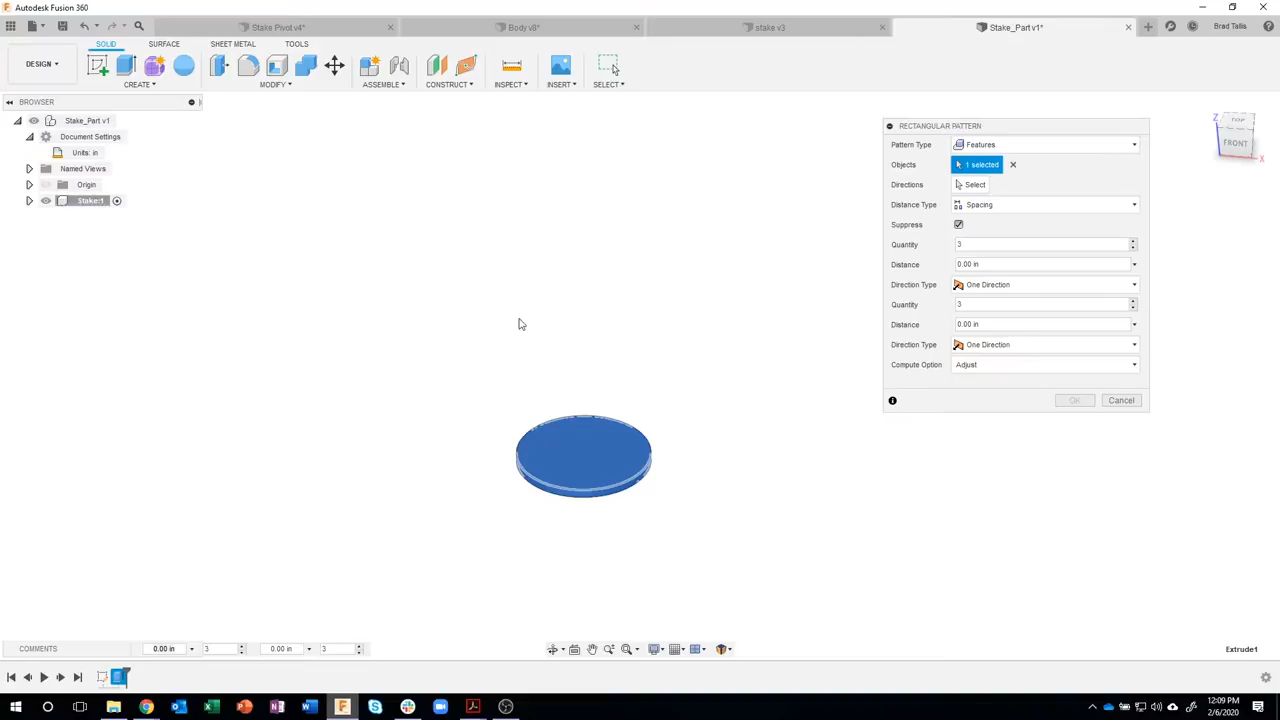 Autodesk Fusion 360
Stake Pivot v4*
Body v8*
stake v3
Stake_Part v1*
Brad Tallis
DESIGN
SOLID
SURFACE
SHEET METAL
TOOLS
CREATE
MODIFY
ASSEMBLE
CONSTRUCT
INSPECT
INSERT
SELECT
BROWSER
Stake_Part v1
Document Settings
Units: in
Named Views
Origin
Stake:1
TOP
FRONT
Z
X
RECTANGULAR PATTERN
Pattern Type Features
Objects 1 selected
Directions Select
Distance Type Spacing
Suppress
Quantity 3
Distance 0.00 in
Direction Type One Direction
Quantity 3
Distance 0.00 in
Direction Type One Direction
Compute Option Adjust
OK Cancel
COMMENTS
0.00 in 3 0.00 in 3
Extrude1
12:09 PM
2/6/2020